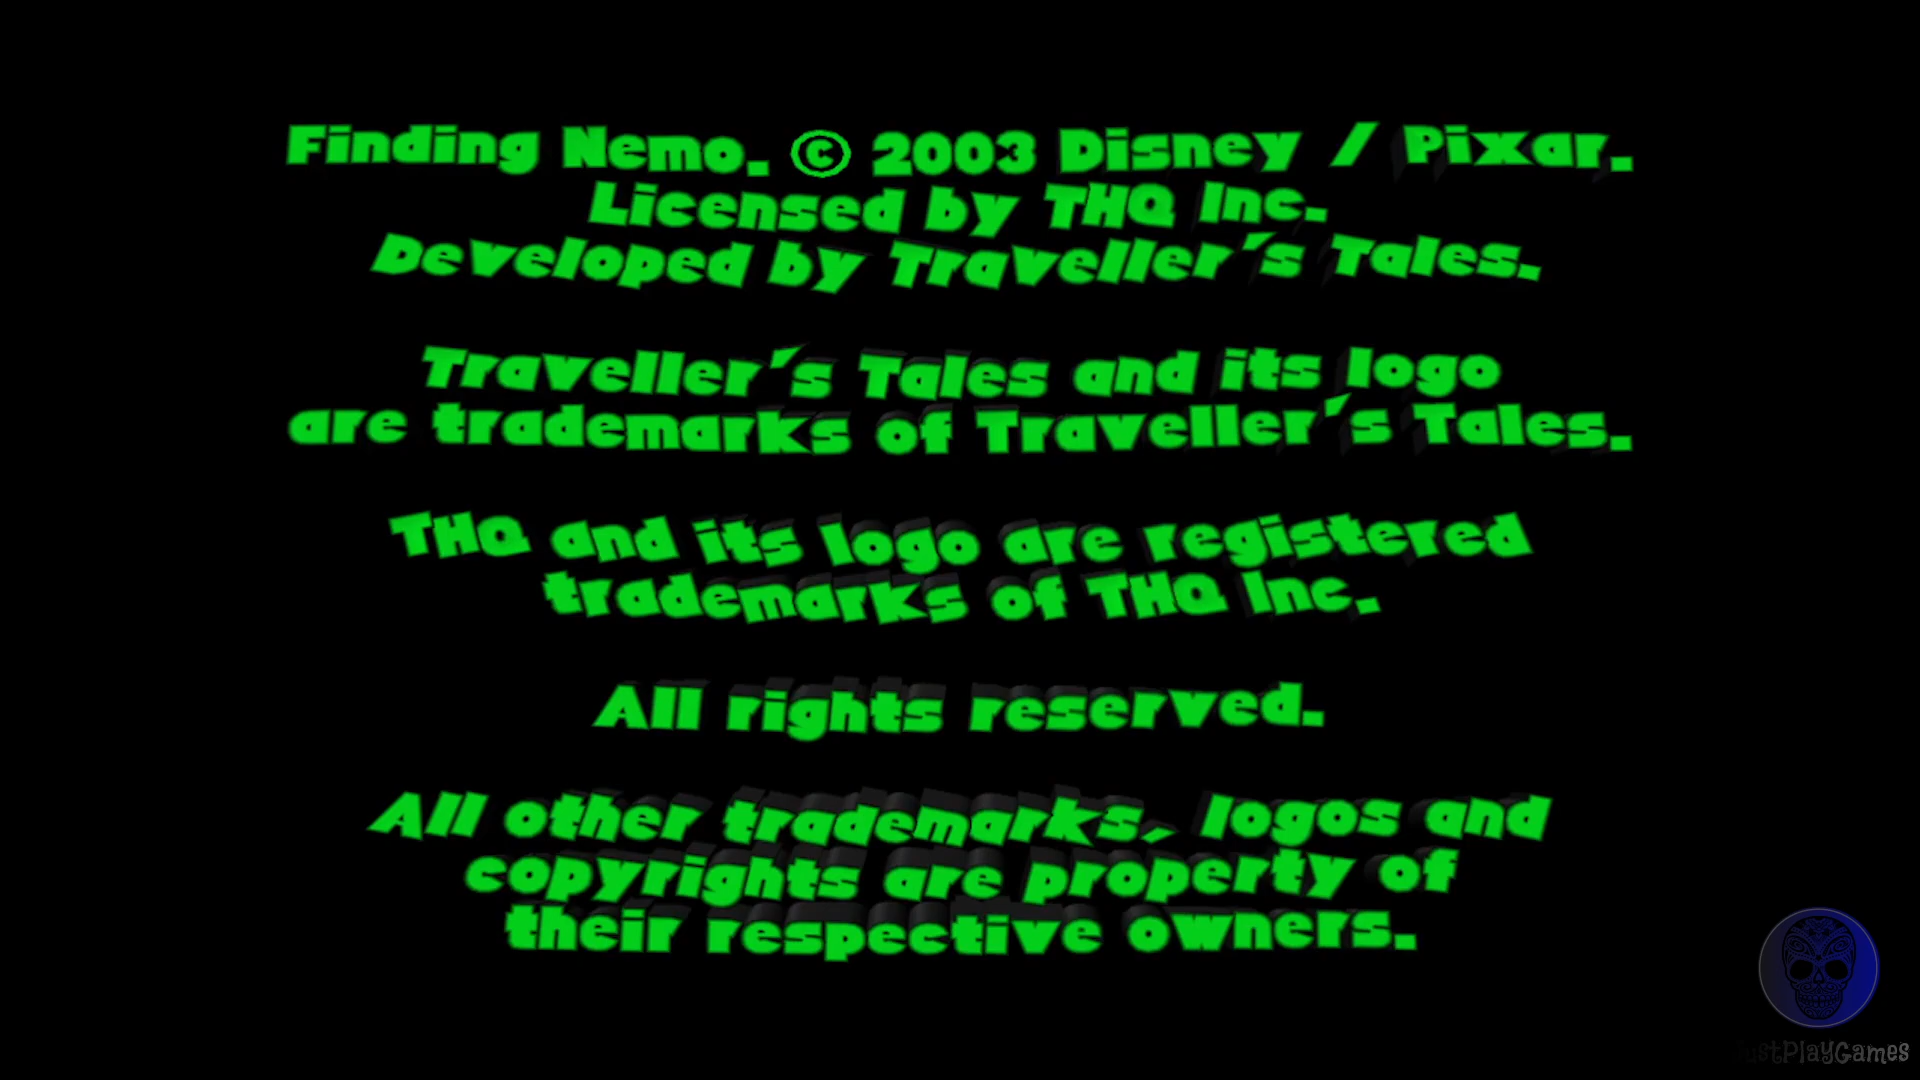 Finding Nemo. © 2003 Disney / Pixar.
Licensed by THQ Inc.
Developed by Traveller's Tales.
Traveller's Tales and its logo
are trademarks of Traveller's Tales.
THQ and its logo are registered
trademarks of THQ Inc.
All rights reserved.
All other trademarks, logos and
copyrights are property of
their respective owners.
JustPlayGames